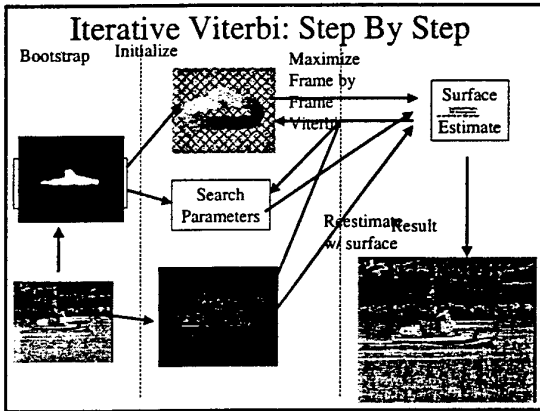 Iterative Viterbi: Step By Step
Bootstrap
Initialize
Maximize
Frame by
Frame
Viterbi
Surface
Estimate
Search
Parameters
Reestimate
w/ surface
Result